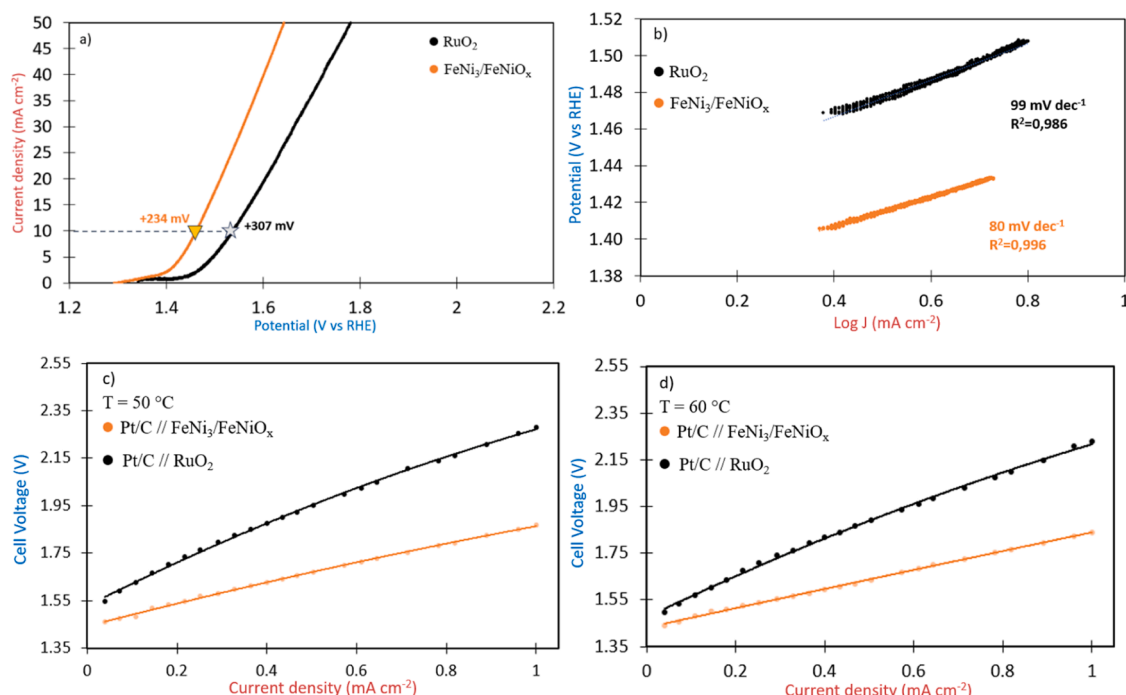 a)
RuO₂
FeNi₃/FeNiOₓ
50
45
40
35
30
25
20
15
10
5
0
Current density (mA cm⁻²)
+234 mV
+307 mV
1.2
1.4
1.6
1.8
2
2.2
Potential (V vs RHE)
b)
RuO₂
FeNi₃/FeNiOₓ
1.50
1.48
1.46
1.44
1.42
1.40
1.38
Potential (V vs RHE)
99 mV dec⁻¹
R²=0,986
80 mV dec⁻¹
R²=0,996
0
0.2
0.4
0.6
0.8
1
Log J (mA cm⁻²)
c)
T = 50 °C
Pt/C // FeNi₃/FeNiOₓ
Pt/C // RuO₂
2.55
2.35
2.15
1.95
1.75
1.55
1.35
Cell Voltage (V)
0
0.2
0.4
0.6
0.8
1
Current density (mA cm⁻²)
d)
T = 60 °C
Pt/C // FeNi₃/FeNiOₓ
Pt/C // RuO₂
2.55
2.35
2.15
1.95
1.75
1.55
1.35
Cell Voltage (V)
0
0.2
0.4
0.6
0.8
1
Current density (mA cm⁻²)